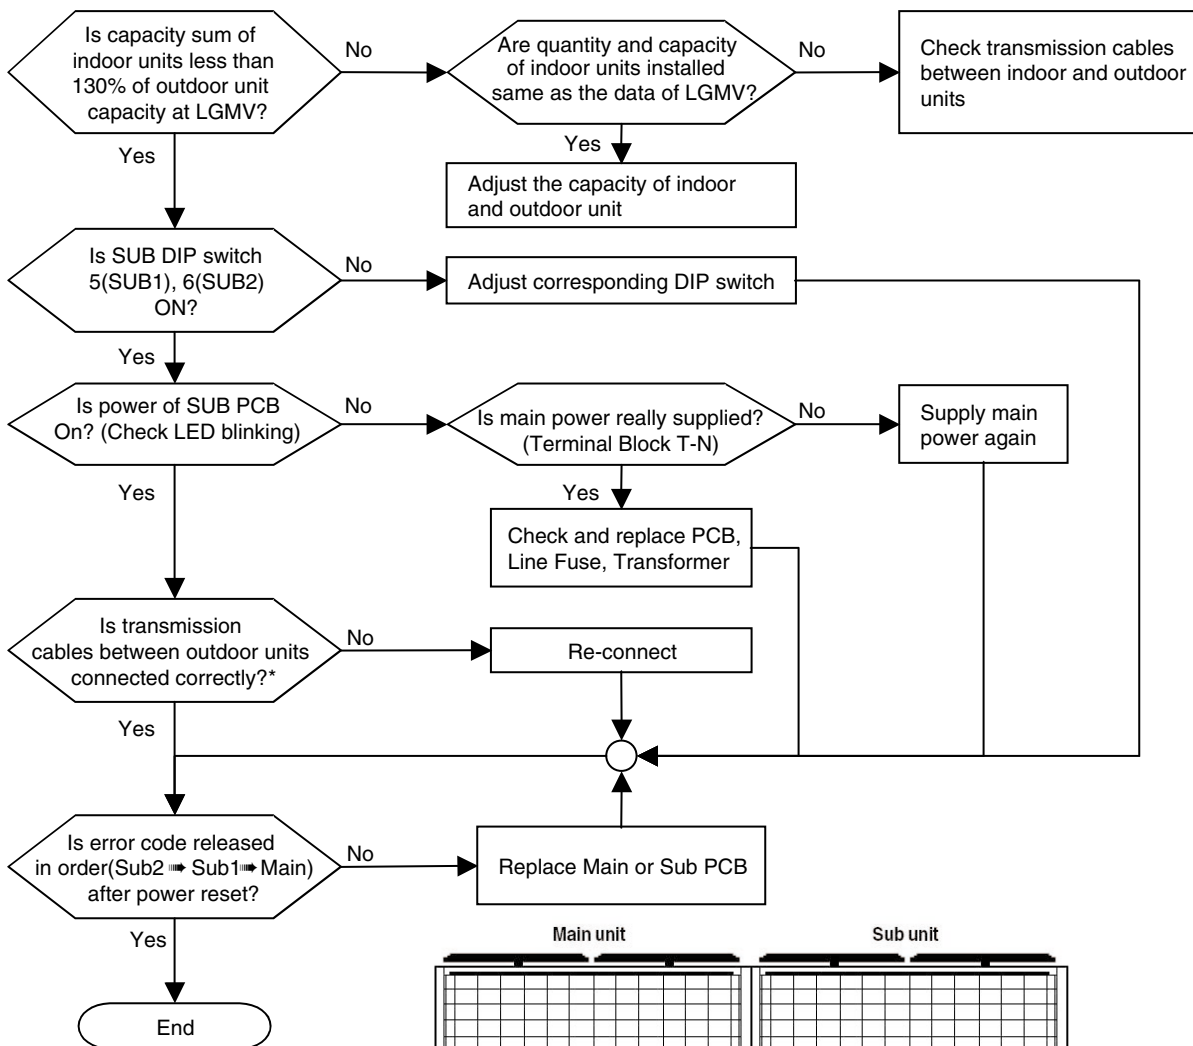 Is capacity sum of
indoor units less than
130% of outdoor unit
capacity at LGMV?
No
Are quantity and capacity
of indoor units installed
same as the data of LGMV?
No
Check transmission cables
between indoor and outdoor
units
Yes
Yes
Adjust the capacity of indoor
and outdoor unit
Is SUB DIP switch
5(SUB1), 6(SUB2)
ON?
No
Adjust corresponding DIP switch
Yes
Is power of SUB PCB
On? (Check LED blinking)
No
Is main power really supplied?
(Terminal Block T-N)
No
Supply main
power again
Yes
Yes
Check and replace PCB,
Line Fuse, Transformer
Is transmission
cables between outdoor units
connected correctly?*
No
Re-connect
Yes
Is error code released
in order(Sub2 ➠ Sub1➠ Main)
after power reset?
No
Replace Main or Sub PCB
Yes
End
Main unit
Sub unit